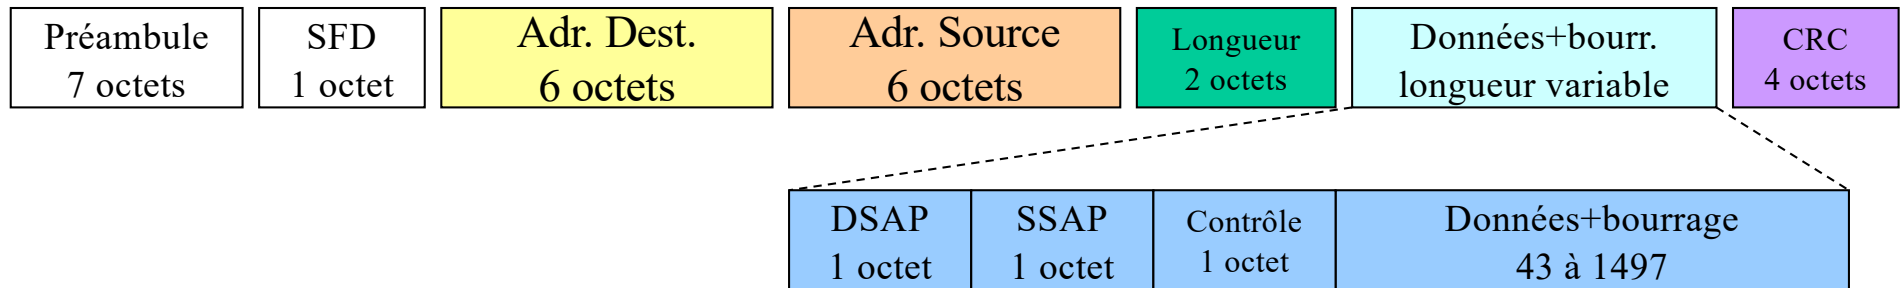 Préambule
7 octets
SFD
1 octet
Adr. Dest.
6 octets
Adr. Source
6 octets
Longueur
2 octets
Données+bourr.
longueur variable
CRC
4 octets
DSAP
1 octet
SSAP
1 octet
Contrôle
1 octet
Données+bourrage
43 à 1497